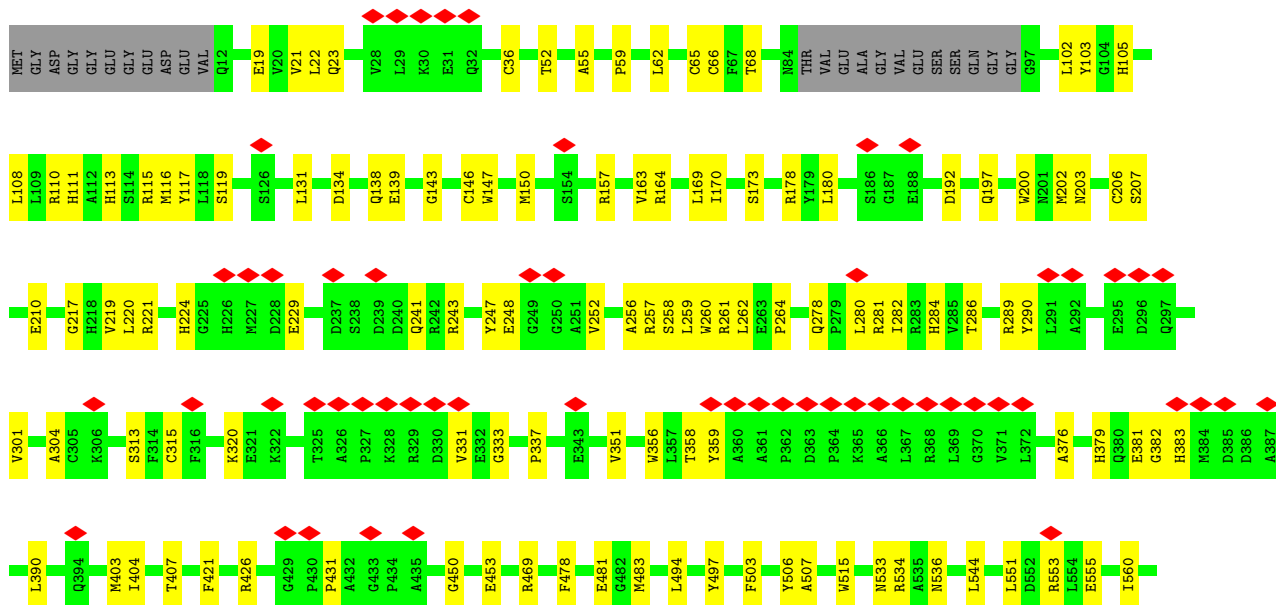 MET GLY ASP GLY GLY GLU GLY GLU ASP GLU VAL Q12 E19 V20 V21 L22 Q23 V28 L29 K30 E31 Q32 C36 T52 A55 P59 L62 C65 C66 F67 T68 N84 THR VAL GLU ALA GLY VAL GLU SER SER GLN GLY GLY G97 L102 Y103 G104 H105
L108 L109 R110 H111 A112 H113 S114 R115 M116 Y117 L118 S119 S126 L131 D134 Q138 E139 G143 C146 W147 M150 S154 R157 V163 R164 L169 I170 S173 R178 Y179 L180 S186 G187 E188 D192 Q197 W200 N201 M202 N203 C206 S207
E210 G217 H218 V219 L220 R221 H224 G225 H226 M227 D228 E229 D237 S238 D239 D240 Q241 R242 R243 Y247 E248 G249 G250 A251 V252 A256 R257 S258 L259 W260 R261 L262 E263 P264 Q278 P279 L280 R281 I282 R283 H284 V285 T286 R289 Y290 L291 A292 E295 D296 Q297
V301 A304 C305 K306 S313 F314 C315 F316 K320 E321 K322 T325 A326 P327 K328 R329 D330 V331 E332 G333 P337 E343 V351 W356 L357 T358 Y359 A360 A361 P362 D363 P364 K365 A366 L367 R368 L369 G370 V371 L372 A376 H379 Q380 E381 G382 H383 M384 D385 D386 A387
L390 Q394 M403 I404 T407 F421 R426 G429 P430 P431 A432 G433 P434 A435 G450 E453 R469 F478 E481 G482 M483 L494 Y497 F503 Y506 A507 W515 N533 R534 A535 N536 L544 L551 D552 R553 L554 E555 I560